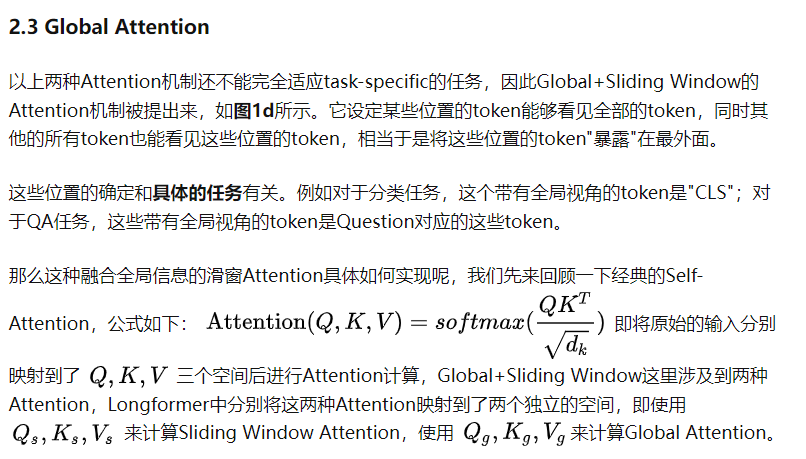 2.3 Global Attention
以上两种Attention机制还不能完全适应task-specific的任务，因此Global+Sliding Window的
Attention机制被提出来，如图1d所示。它设定某些位置的token能够看见全部的token，同时其
他的所有token也能看见这些位置的token，相当于是将这些位置的token"暴露"在最外面。
这些位置的确定和具体的任务有关。例如对于分类任务，这个带有全局视角的token是"CLS"；对
于QA任务，这些带有全局视角的token是Question对应的这些token。
那么这种融合全局信息的滑窗Attention具体如何实现呢，我们先来回顾一下经典的Self-
Attention，公式如下： Attention(Q, K, V) = softmax(\frac{QK^T}{\sqrt{d_k}}) 即将原始的输入分别
映射到了 Q, K, V 三个空间后进行Attention计算，Global+Sliding Window这里涉及到两种
Attention，Longformer中分别将这两种Attention映射到了两个独立的空间，即使用
Q_s, K_s, V_s 来计算Sliding Window Attention，使用 Q_g, K_g, V_g 来计算Global Attention。